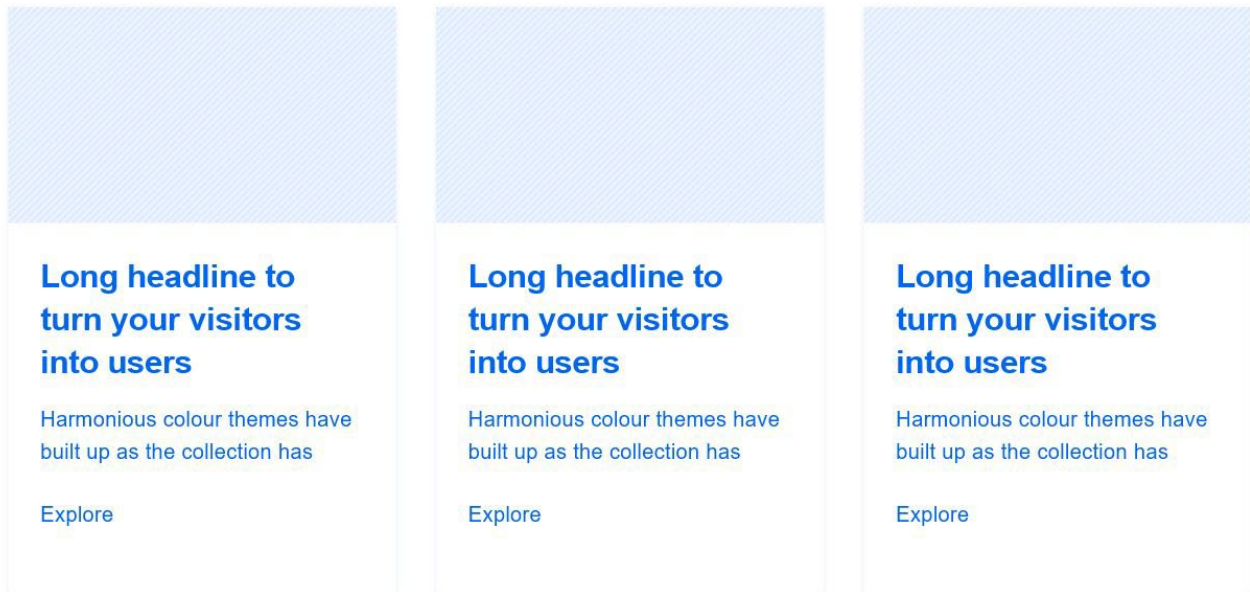 Long headline to
turn your visitors
into users
Harmonious colour themes have
built up as the collection has
Explore
Long headline to
turn your visitors
into users
Harmonious colour themes have
built up as the collection has
Explore
Long headline to
turn your visitors
into users
Harmonious colour themes have
built up as the collection has
Explore